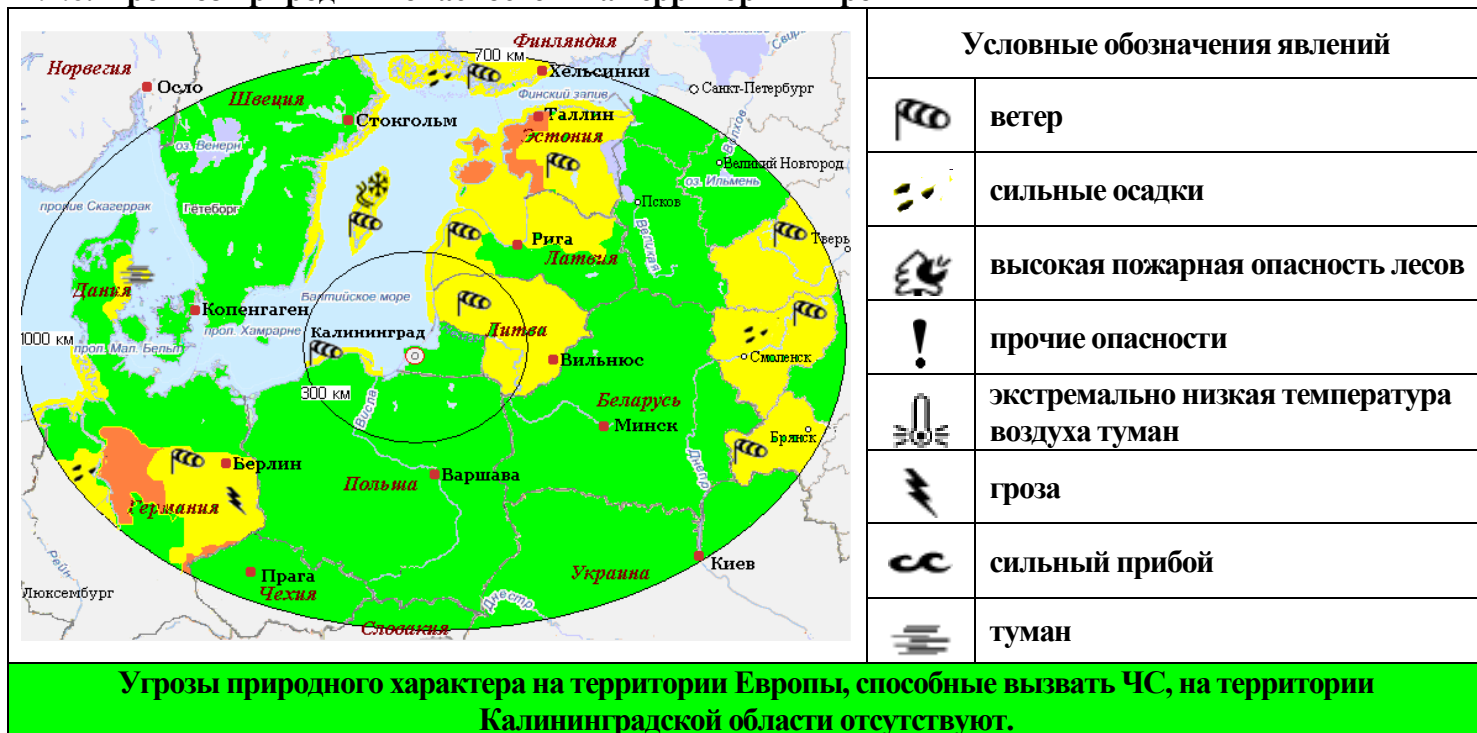 Финляндия
700 км
Норвегия
Хельсинки
Осло
Санкт-Петербург
Швеция
Финский залив
Стокгольм
Таллин
Эстония
Волхов
оз. Венерн
Великий Новгород
оз. Ильмень
пролив Скагеррак
Гётеборг
Псков
Великая
Рига
Тверь
Латвия
Дания
Балтийское море
Копенгаген
прол. Хамрарне
Калининград
Литва
1000 км
прол. Мал. Бельт
Вильнюс
Смоленск
300 км
Висла
Беларусь
Минск
Брянск
Берлин
Варшава
Днепр
Польша
Германия
Рейн
Прага
Украина
Киев
Чехия
Люксембург
Днестр
Словакия
Условные обозначения явлений
ветер
сильные осадки
высокая пожарная опасность лесов
прочие опасности
экстремально низкая температура
воздуха туман
гроза
сильный прибой
туман
Угрозы природного характера на территории Европы, способные вызвать ЧС, на территории
Калининградской области отсутствуют.